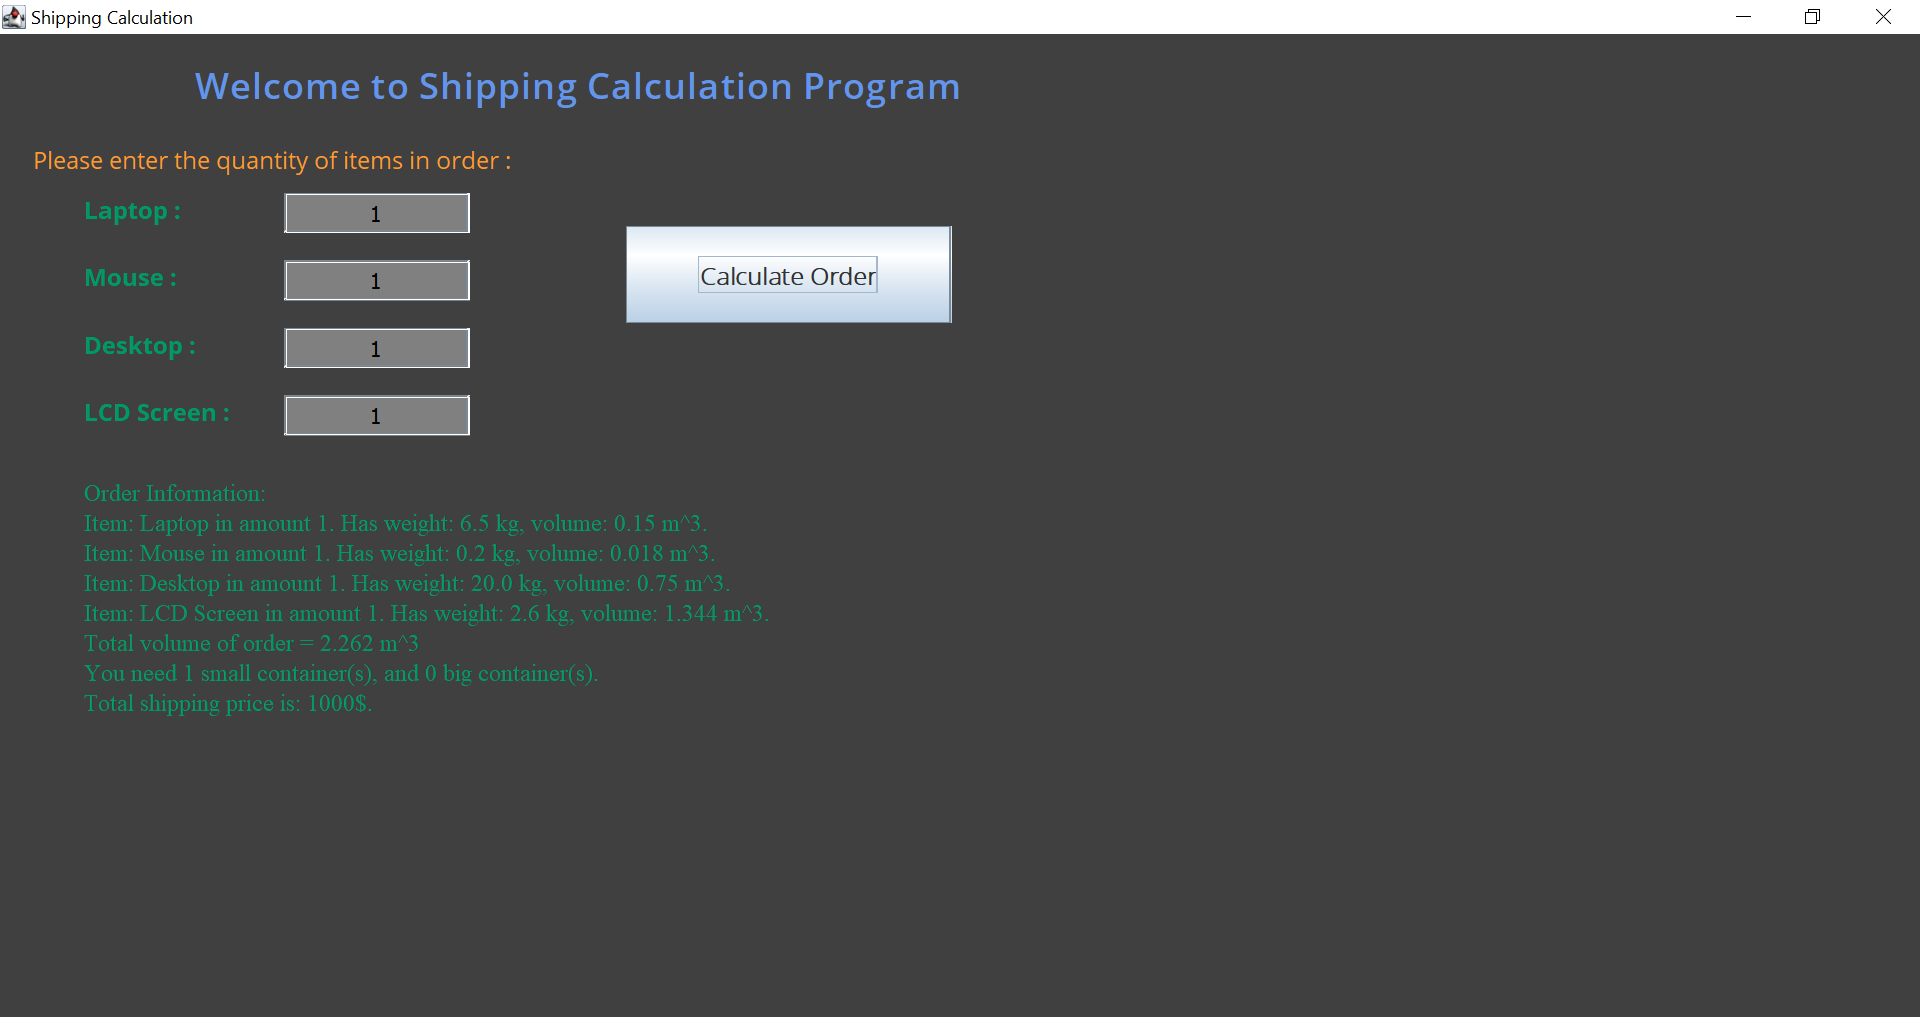 Shipping Calculation
Welcome to Shipping Calculation Program
Please enter the quantity of items in order :
Laptop : 1
Mouse : 1
Calculate Order
Desktop : 1
LCD Screen : 1
Order Information:
Item: Laptop in amount 1. Has weight: 6.5 kg, volume: 0.15 m^3.
Item: Mouse in amount 1. Has weight: 0.2 kg, volume: 0.018 m^3.
Item: Desktop in amount 1. Has weight: 20.0 kg, volume: 0.75 m^3.
Item: LCD Screen in amount 1. Has weight: 2.6 kg, volume: 1.344 m^3.
Total volume of order = 2.262 m^3
You need 1 small container(s), and 0 big container(s).
Total shipping price is: 1000$.